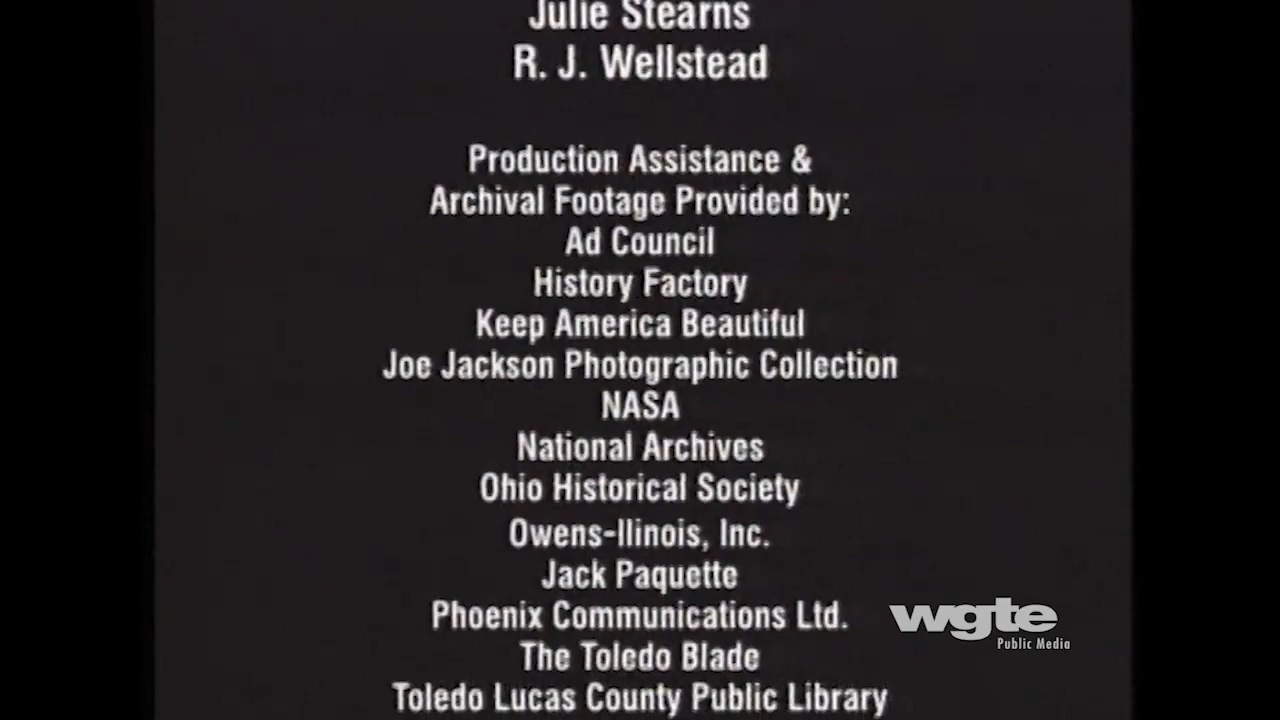 Julie Stearns
R. J. Wellstead
Production Assistance &
Archival Footage Provided by:
Ad Council
History Factory
Keep America Beautiful
Joe Jackson Photographic Collection
NASA
National Archives
Ohio Historical Society
Owens-Ilinois, Inc.
Jack Paquette
Phoenix Communications Ltd.
wgte
Public Media
The Toledo Blade
Toledo Lucas County Public Library